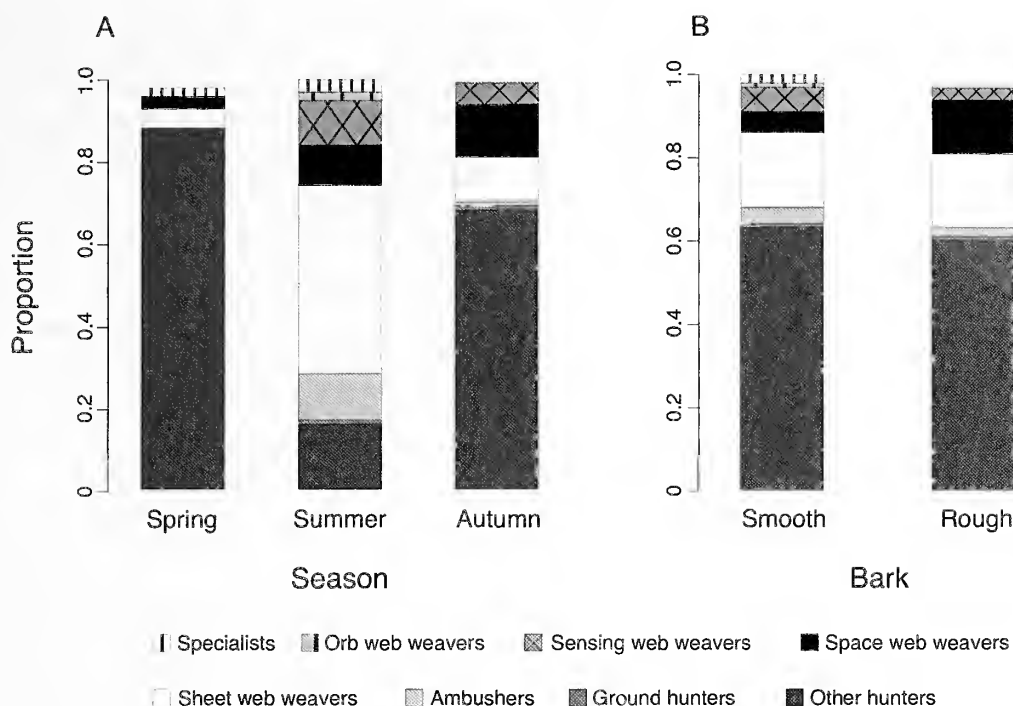 A
B
Proportion
1.0
0.8
0.6
0.4
0.2
0
1.0
0.8
0.6
0.4
0.2
0
Spring Summer Autumn
Smooth Rough
Season
Bark
Specialists Orb web weavers Sensing web weavers Space web weavers
Sheet web weavers Ambushers Ground hunters Other hunters